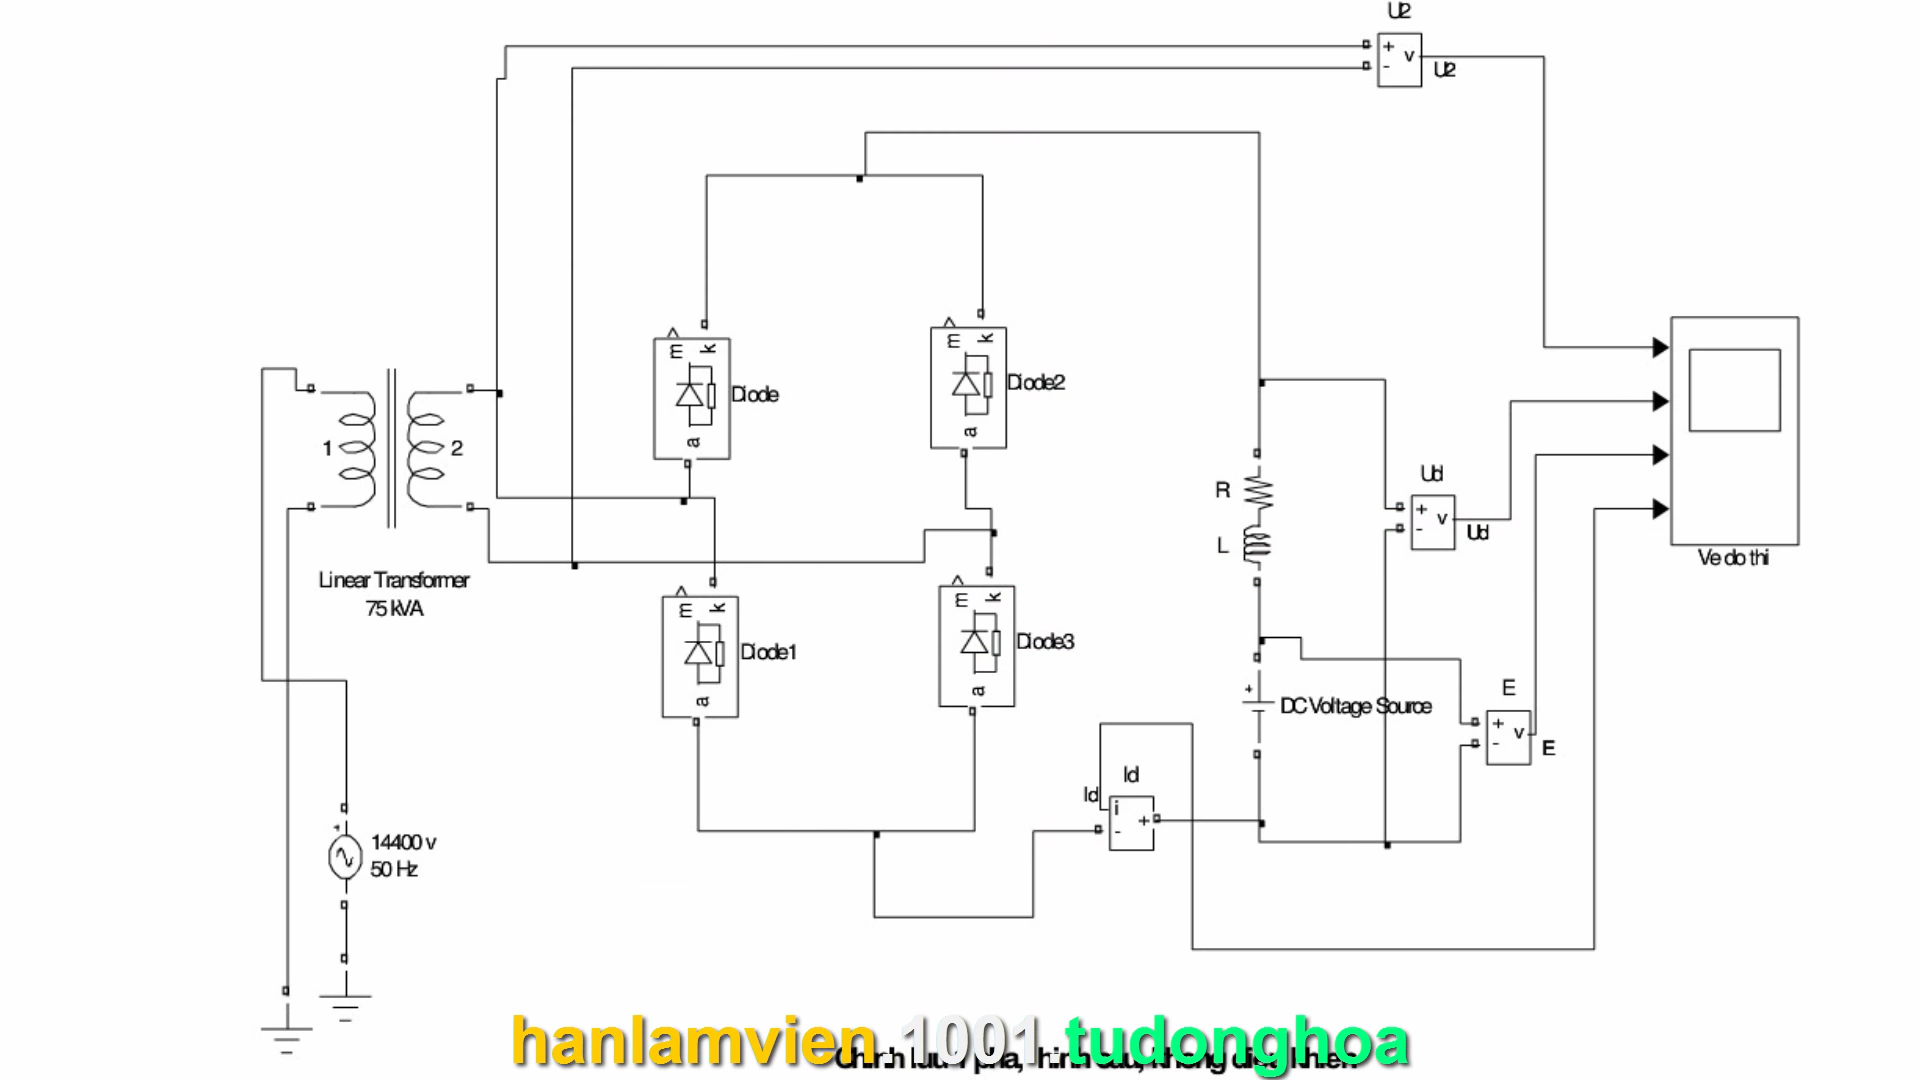 U2
+
-
v
U2
m
k
a
Diode
m
k
a
Diode2
1
2
Linear Transformer
75 kVA
R
L
Ud
+
-
v
Ud
Ve do thi
m
k
a
Diode1
m
k
a
Diode3
+
DC Voltage Source
E
+
-
v
E
Id
Id
i
+
-
14400 v
50 Hz
hanlamvien.1001.tudonghoa